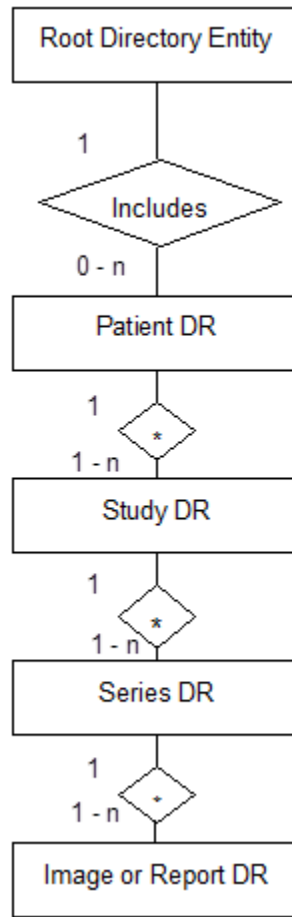 Root Directory Entity
1
Includes
0 - n
Patient DR
1
*
1 - n
Study DR
1
*
1 - n
Series DR
1
*
1 - n
Image or Report DR